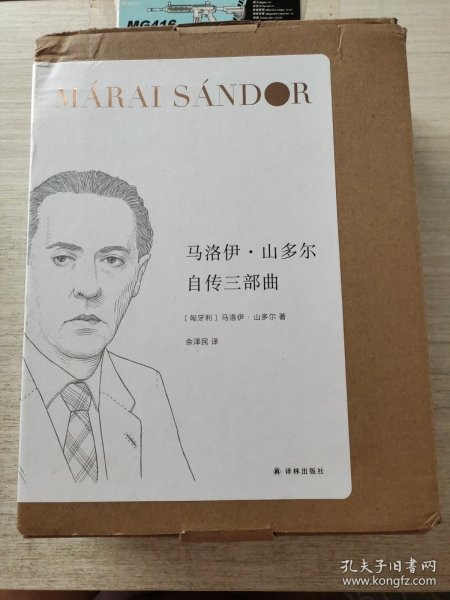 MG416
MÁRAI SÁNDOR
马洛伊·山多尔
自传三部曲
[匈牙利] 马洛伊·山多尔 著
余泽民 译
译林出版社
孔夫子旧书网
www.kongfz.com